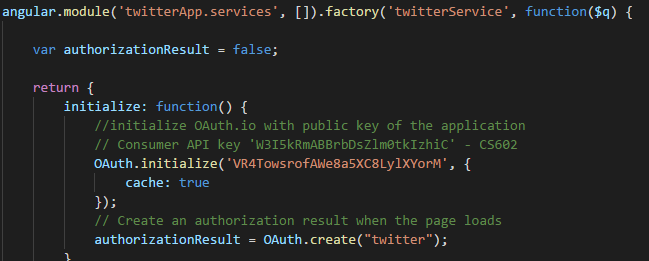 angular.module('twitterApp.services', []).factory('twitterService', function($q) {
var authorizationResult = false;
return {
initialize: function() {
//initialize OAuth.io with public key of the application
// Consumer API key 'W3I5kRmABBrbDsZlm0tkIzhiC' - CS602
OAuth.initialize('VR4TowsrofAWe8a5XC8LylXYorM', {
cache: true
});
// Create an authorization result when the page loads
authorizationResult = OAuth.create("twitter");
}